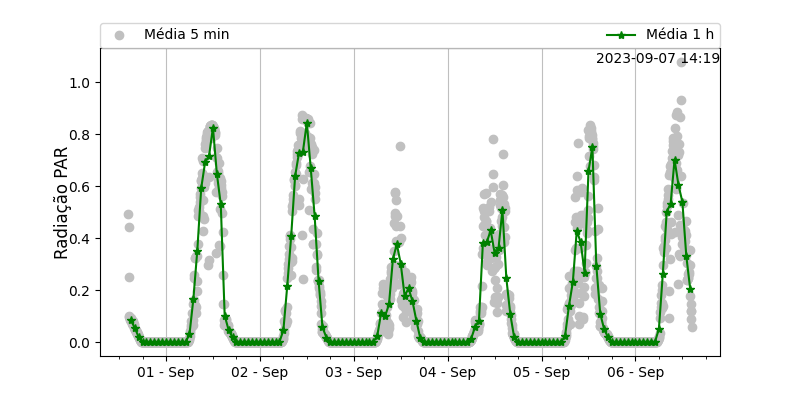 Média 5 min
Média 1 h
2023-09-07 14:19
Radiação PAR
1.0
0.8
0.6
0.4
0.2
0.0
01 - Sep
02 - Sep
03 - Sep
04 - Sep
05 - Sep
06 - Sep